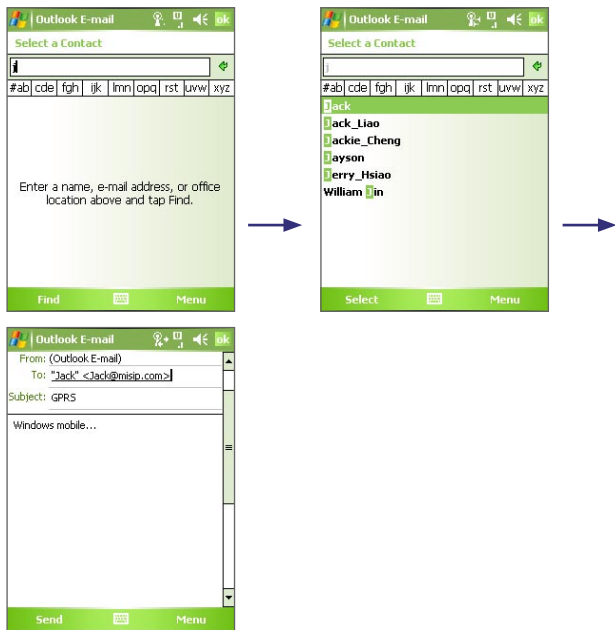 Outlook E-mail ok
Select a Contact
j
#ab cde fgh ijk lmn opq rst uvw xyz
Enter a name, e-mail address, or office
location above and tap Find.
Find Menu
Outlook E-mail ok
Select a Contact
j
#ab cde fgh ijk lmn opq rst uvw xyz
Jack
Jack_Liao
Jackie_Cheng
Jayson
Jerry_Hsiao
William Jin
Select Menu
Outlook E-mail ok
From: (Outlook E-mail)
To: "Jack" <Jack@misip.com>
Subject: GPRS
Windows mobile...
Send Menu